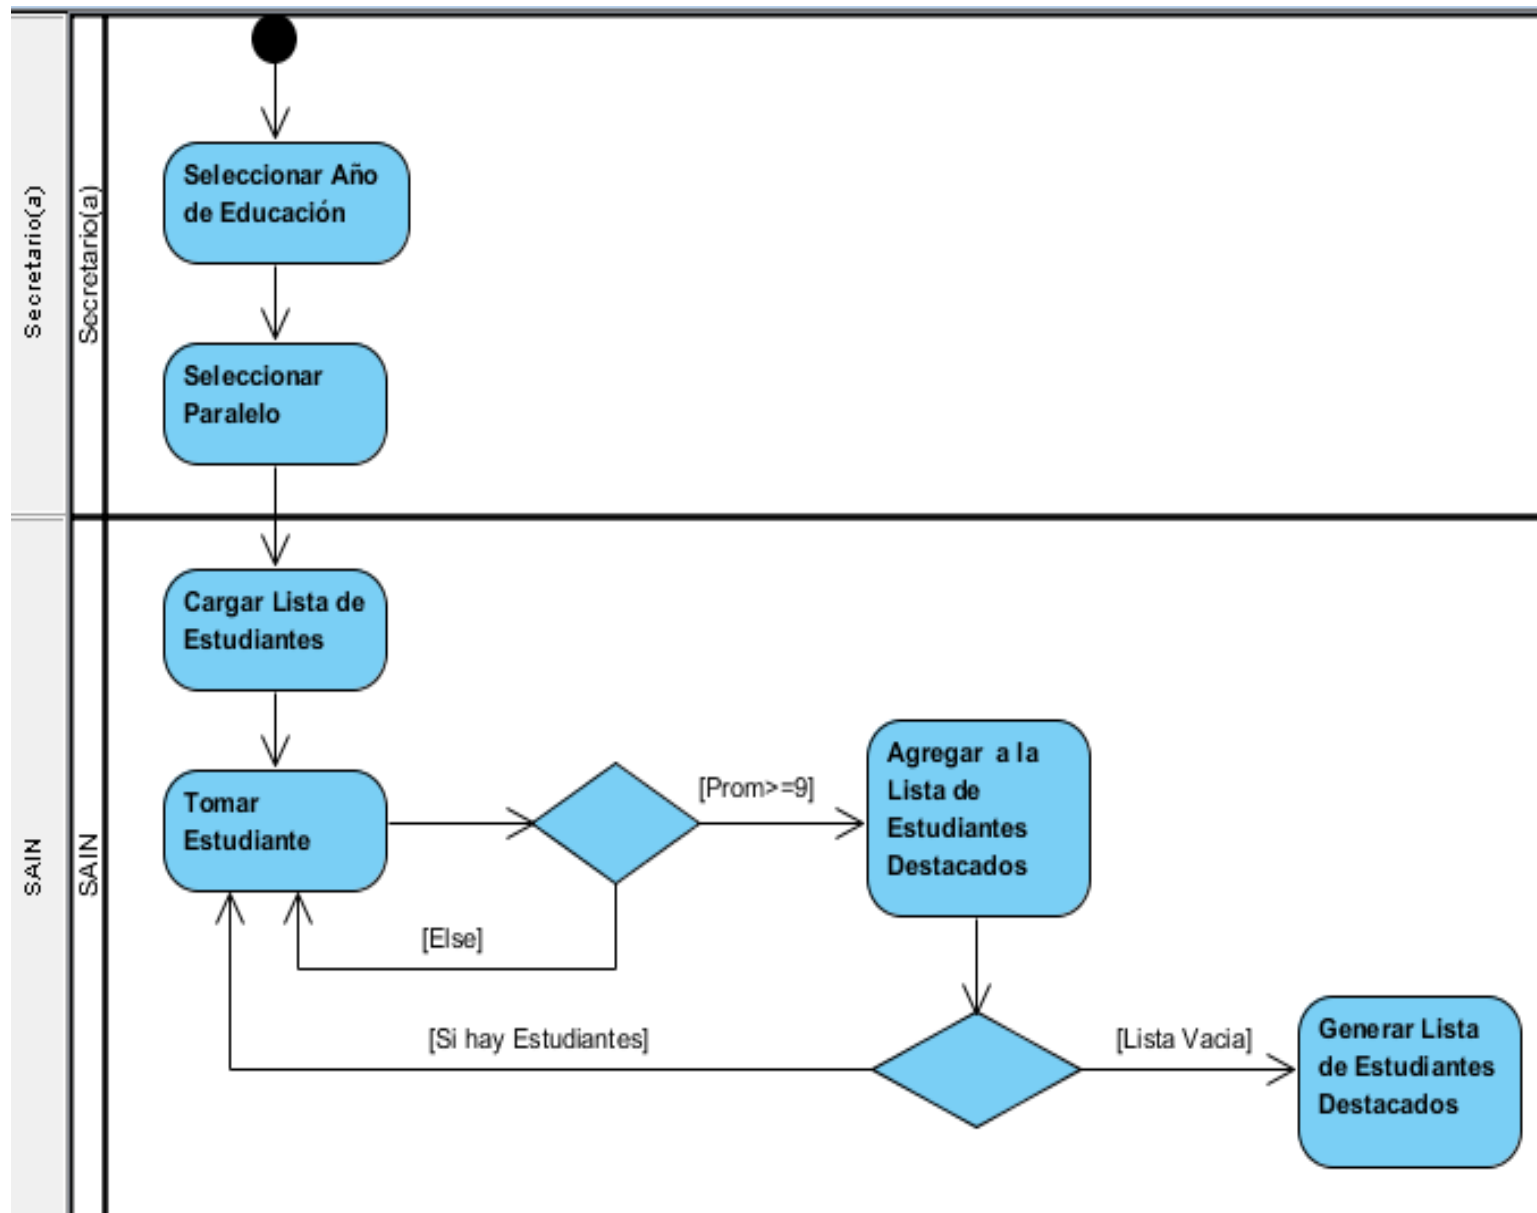 Secretario(a)
Secretario(a)
Seleccionar Año
de Educación
Seleccionar
Paralelo
SAIN
SAIN
Cargar Lista de
Estudiantes
Tomar
Estudiante
[Prom>=9]
Agregar a la
Lista de
Estudiantes
Destacados
[Else]
[Si hay Estudiantes]
[Lista Vacia]
Generar Lista
de Estudiantes
Destacados